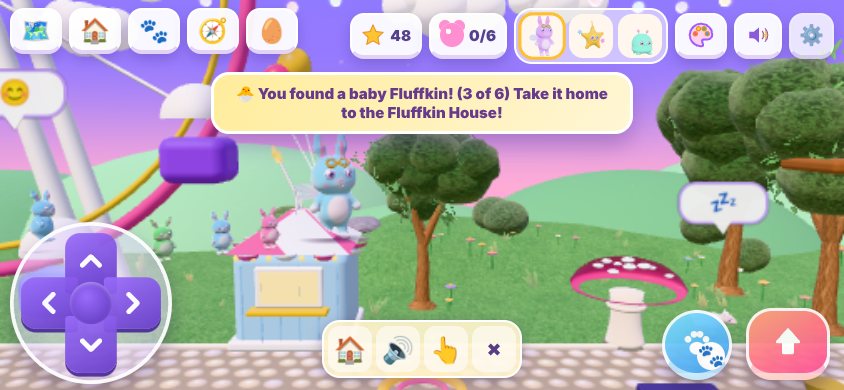 48
0/6
You found a baby Fluffkin! (3 of 6) Take it home
to the Fluffkin House!
zzz